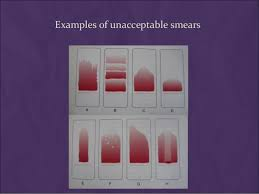 Examples of unacceptable smears
A B C D
E F G H